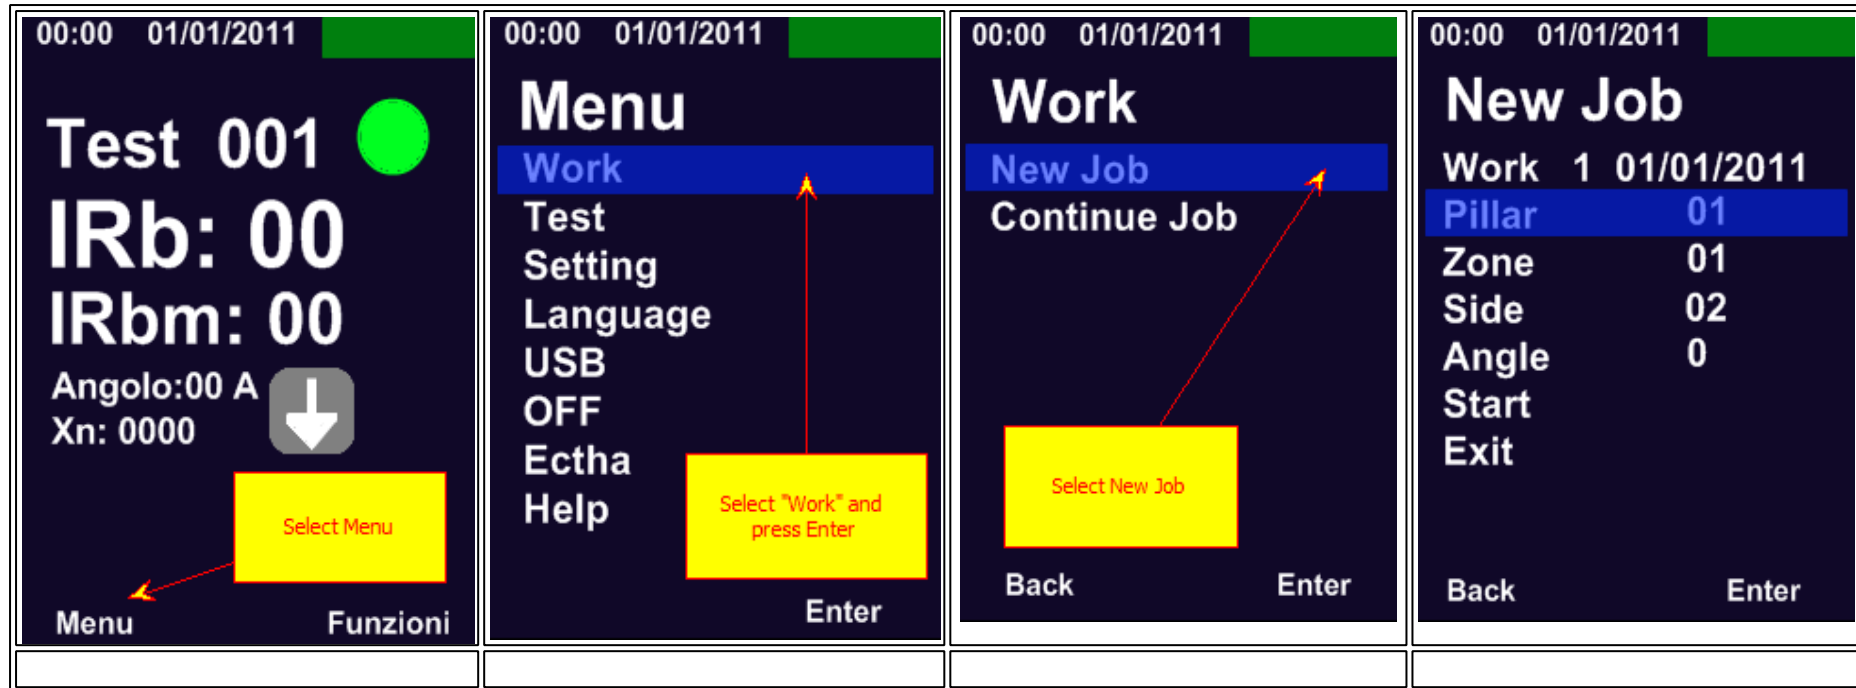 00:00 01/01/2011
Test 001
IRb: 00
IRbm: 00
Angolo:00 A
Xn: 0000
Select Menu
Menu Funzioni
00:00 01/01/2011
Menu
Work
Test
Setting
Language
USB
OFF
Ectha
Help
Select "Work" and
press Enter
Enter
00:00 01/01/2011
Work
New Job
Continue Job
Select New Job
Back Enter
00:00 01/01/2011
New Job
Work 1 01/01/2011
Pillar 01
Zone 01
Side 02
Angle 0
Start
Exit
Back Enter